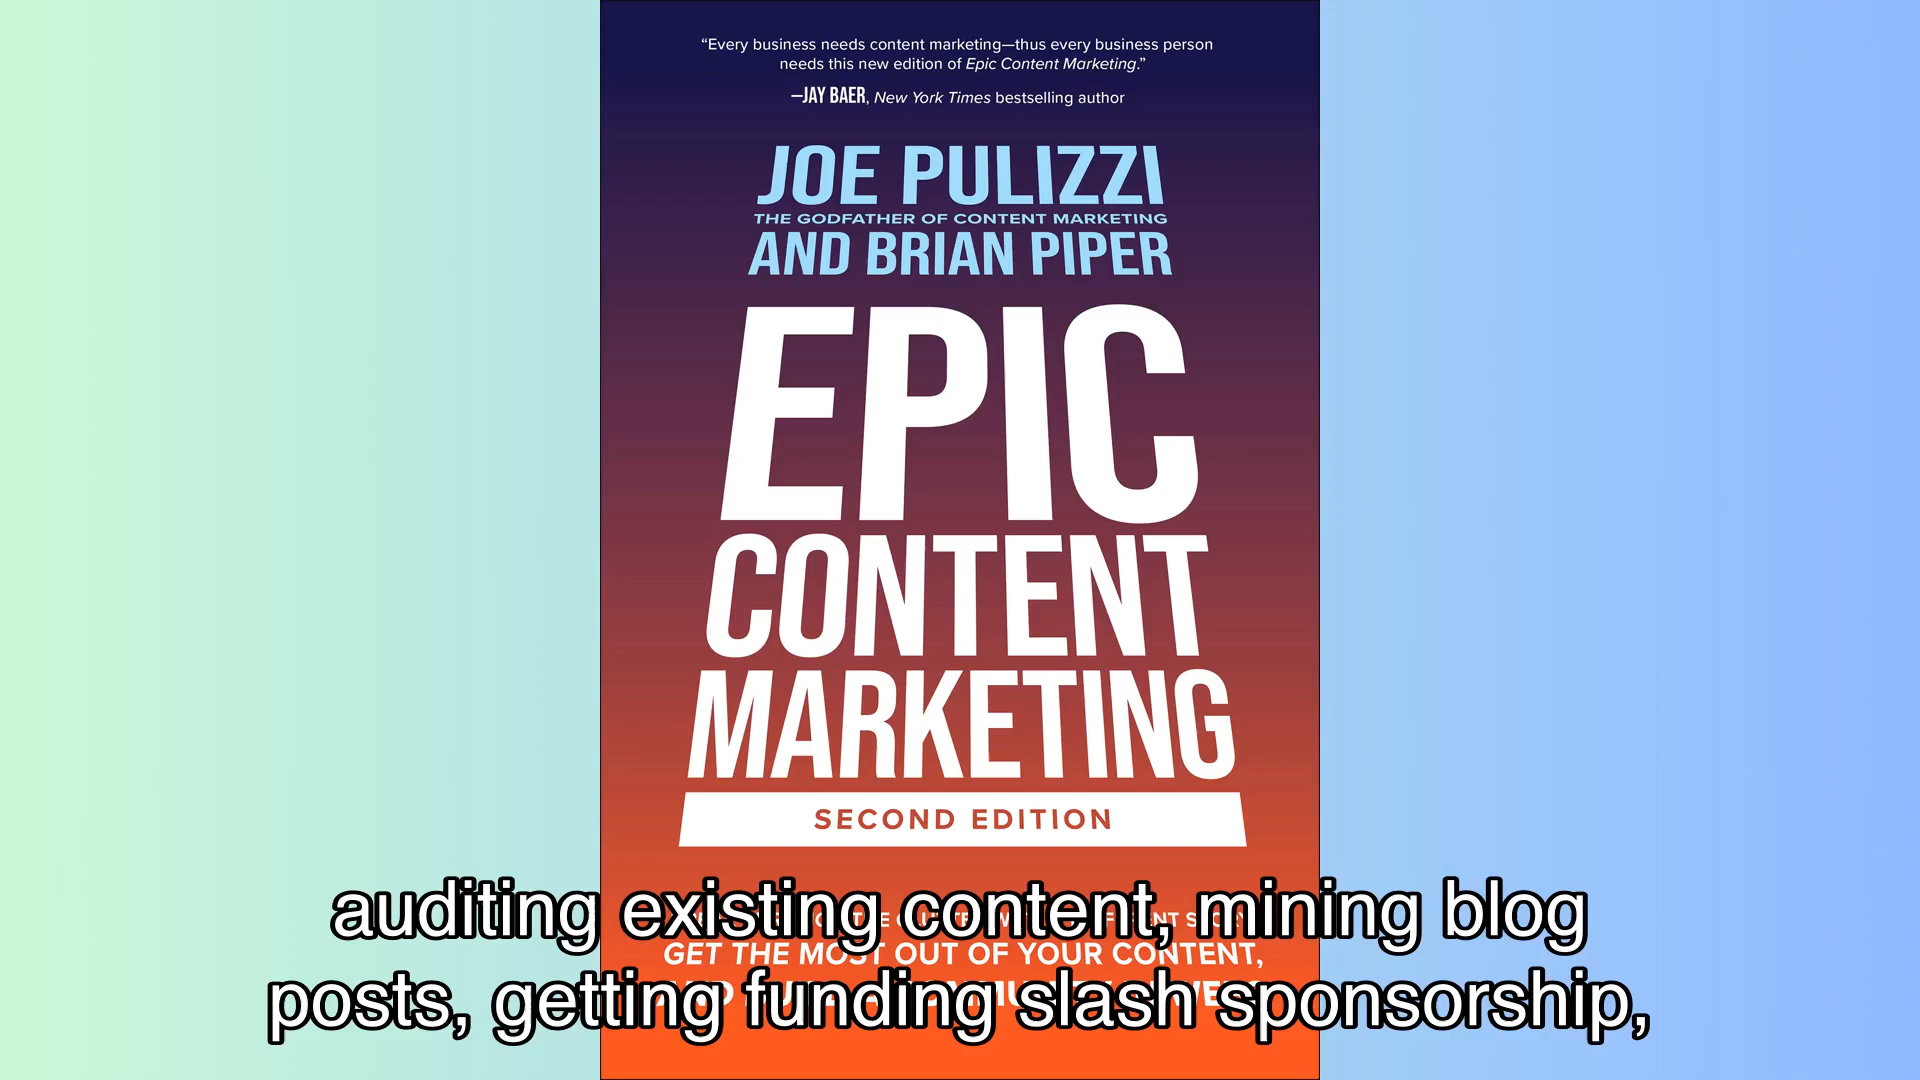 “Every business needs content marketing—thus every business person
needs this new edition of Epic Content Marketing.”
—JAY BAER, New York Times bestselling author
JOE PULIZZI
THE GODFATHER OF CONTENT MARKETING
AND BRIAN PIPER
EPIC
CONTENT
MARKETING
SECOND EDITION
GET THE MOST OUT OF YOUR CONTENT,
auditing existing content, mining blog
posts, getting funding slash sponsorship,